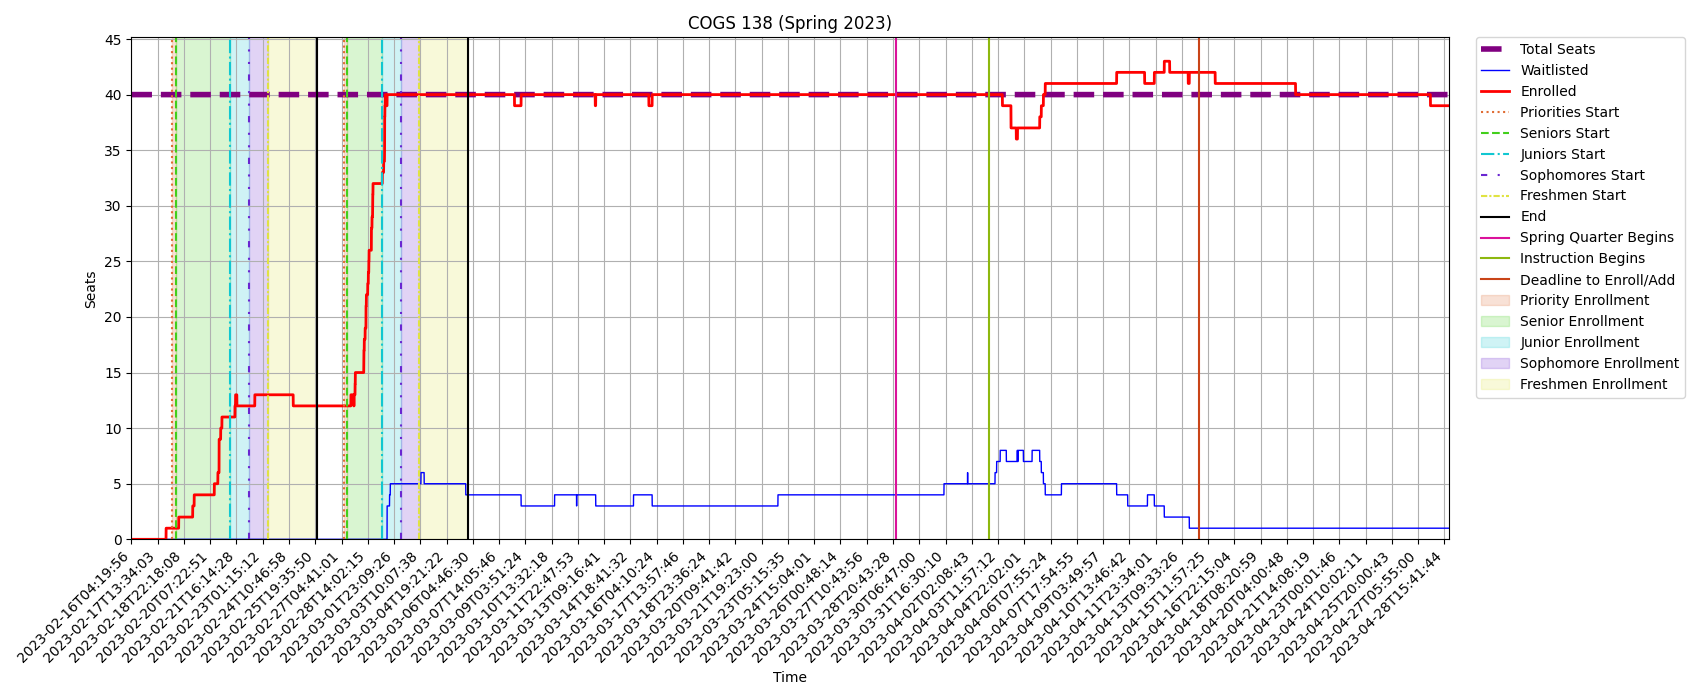 COGS 138 (Spring 2023)
45
40
35
30
25
20
15
10
5
0
Seats
2023-02-16T04:19:56
2023-02-17T13:34:03
2023-02-18T22:18:08
2023-02-20T07:22:51
2023-02-21T16:14:28
2023-02-23T01:15:12
2023-02-24T10:46:58
2023-02-25T19:35:50
2023-02-27T04:41:01
2023-02-28T14:02:15
2023-03-01T23:09:26
2023-03-03T10:07:38
2023-03-04T19:21:22
2023-03-06T04:46:30
2023-03-07T14:05:46
2023-03-09T03:51:24
2023-03-10T13:32:18
2023-03-11T22:47:53
2023-03-13T09:16:41
2023-03-14T18:41:32
2023-03-16T04:10:24
2023-03-17T13:57:46
2023-03-18T23:36:24
2023-03-20T09:41:42
2023-03-21T19:23:00
2023-03-23T05:15:35
2023-03-24T15:04:01
2023-03-26T00:48:14
2023-03-27T10:43:56
2023-03-28T20:43:28
2023-03-30T06:47:00
2023-03-31T16:30:10
2023-04-02T02:08:43
2023-04-03T11:57:12
2023-04-04T22:02:01
2023-04-06T07:55:24
2023-04-07T17:54:55
2023-04-09T03:49:57
2023-04-10T13:46:42
2023-04-11T23:34:01
2023-04-13T09:33:26
2023-04-15T11:57:25
2023-04-16T22:15:04
2023-04-18T08:20:59
2023-04-20T04:00:48
2023-04-21T14:08:19
2023-04-23T00:01:46
2023-04-24T10:02:11
2023-04-25T20:00:43
2023-04-27T05:55:00
2023-04-28T15:41:44
Time
Total Seats
Waitlisted
Enrolled
Priorities Start
Seniors Start
Juniors Start
Sophomores Start
Freshmen Start
End
Spring Quarter Begins
Instruction Begins
Deadline to Enroll/Add
Priority Enrollment
Senior Enrollment
Junior Enrollment
Sophomore Enrollment
Freshmen Enrollment